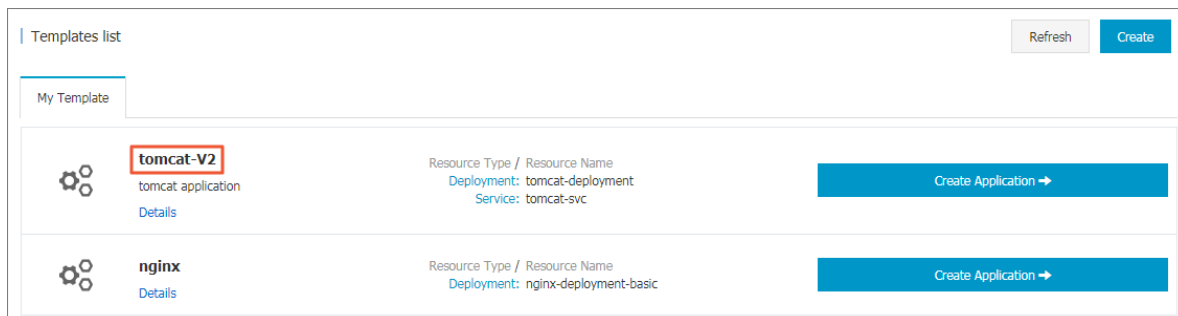 Templates list
Refresh
Create
My Template
tomcat-V2
tomcat application
Details
Resource Type / Resource Name
Deployment: tomcat-deployment
Service: tomcat-svc
Create Application →
nginx
Details
Resource Type / Resource Name
Deployment: nginx-deployment-basic
Create Application →